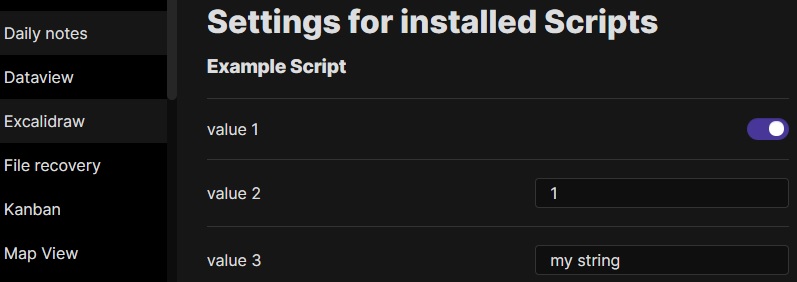 Daily notes
Dataview
Excalidraw
File recovery
Kanban
Map View
Settings for installed Scripts
Example Script
value 1
value 2
1
value 3
my string